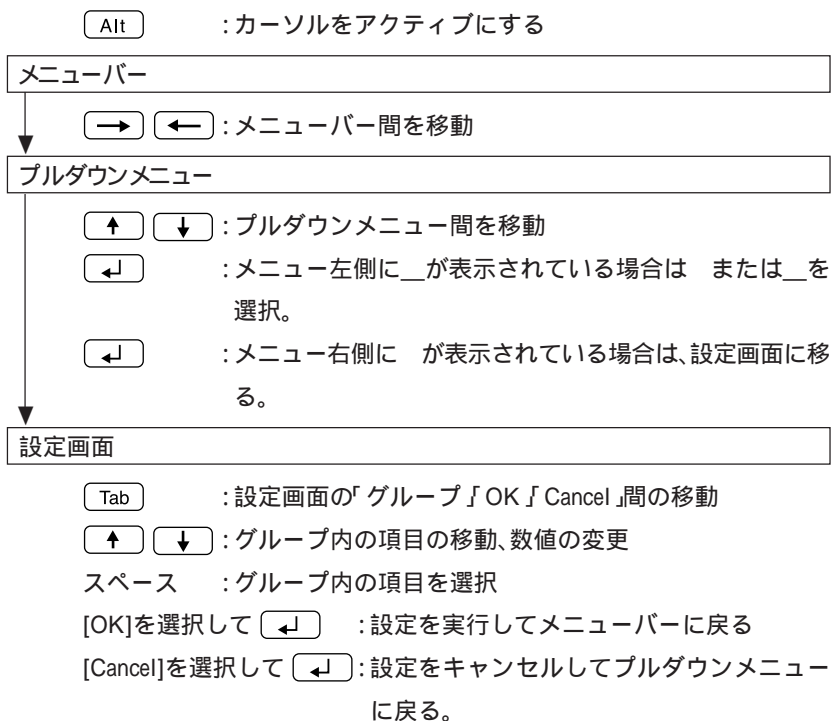 Alt ：カーソルをアクティブにする
メニューバー
→ ← ：メニューバー間を移動
プルダウンメニュー
↑ ↓ ：プルダウンメニュー間を移動
↵ ：メニュー左側に__が表示されている場合は　または__を
選択。
↵ ：メニュー右側に　が表示されている場合は、設定画面に移
る。
設定画面
Tab ：設定画面の「グループ」「OK」「Cancel」間の移動
↑ ↓ ：グループ内の項目の移動、数値の変更
スペース ：グループ内の項目を選択
[OK]を選択して ↵ ：設定を実行してメニューバーに戻る
[Cancel]を選択して ↵ ：設定をキャンセルしてプルダウンメニュー
に戻る。